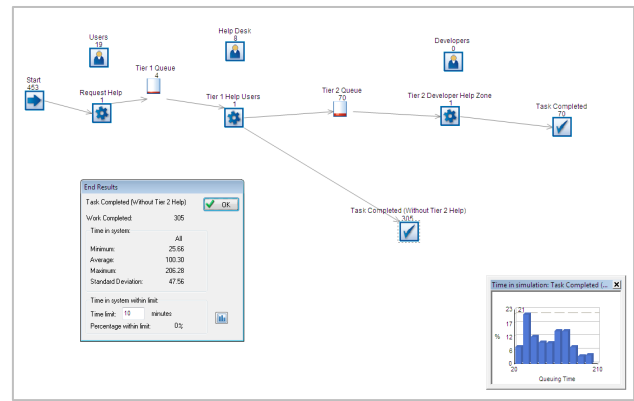 Users
19
Help Desk
8
Developers
0
Start
453
Request Help
1
Tier 1 Queue
4
Tier 1 Help Users
1
Tier 2 Queue
70
Tier 2 Developer Help Zone
1
Task Completed
70
Task Completed (Without Tier 2 Help)
305
End Results
Task Completed (Without Tier 2 Help)
OK
Work Completed: 305
Time in system:
All
Minimum: 25.66
Average: 100.30
Maximum: 206.28
Standard Deviation: 47.56
Time in system within limit:
Time limit: 10 minutes
Percentage within limit: 0%
Time in simulation: Task Completed (... X
23
21
17
% 12
6
0
20 210
Queuing Time